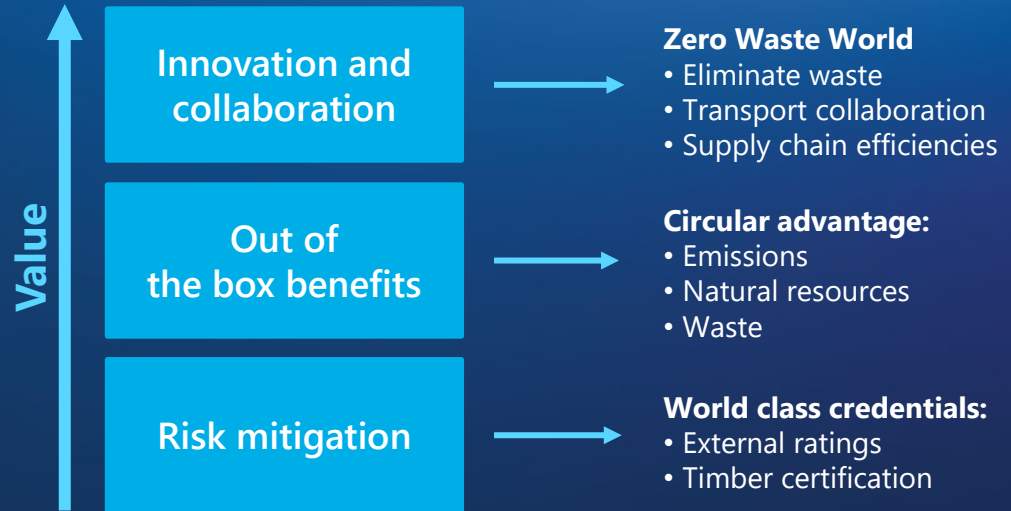 Value
Innovation and
collaboration
Zero Waste World
• Eliminate waste
• Transport collaboration
• Supply chain efficiencies
Out of
the box benefits
Circular advantage:
• Emissions
• Natural resources
• Waste
Risk mitigation
World class credentials:
• External ratings
• Timber certification